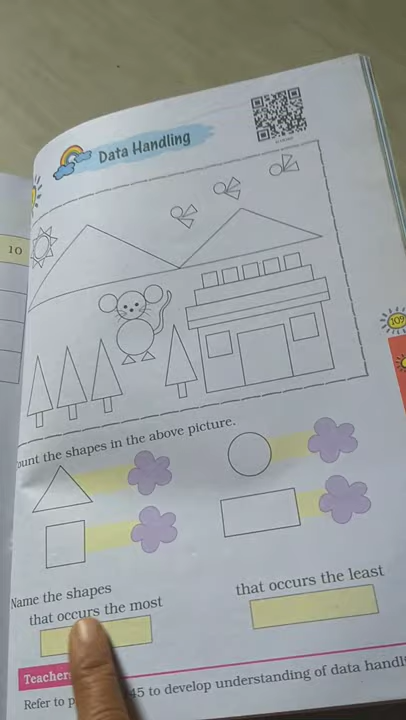 Data Handling
10
109
ount the shapes in the above picture.
Name the shapes
that occurs the most
that occurs the least
Teacher
Refer to p 45 to develop understanding of data handl